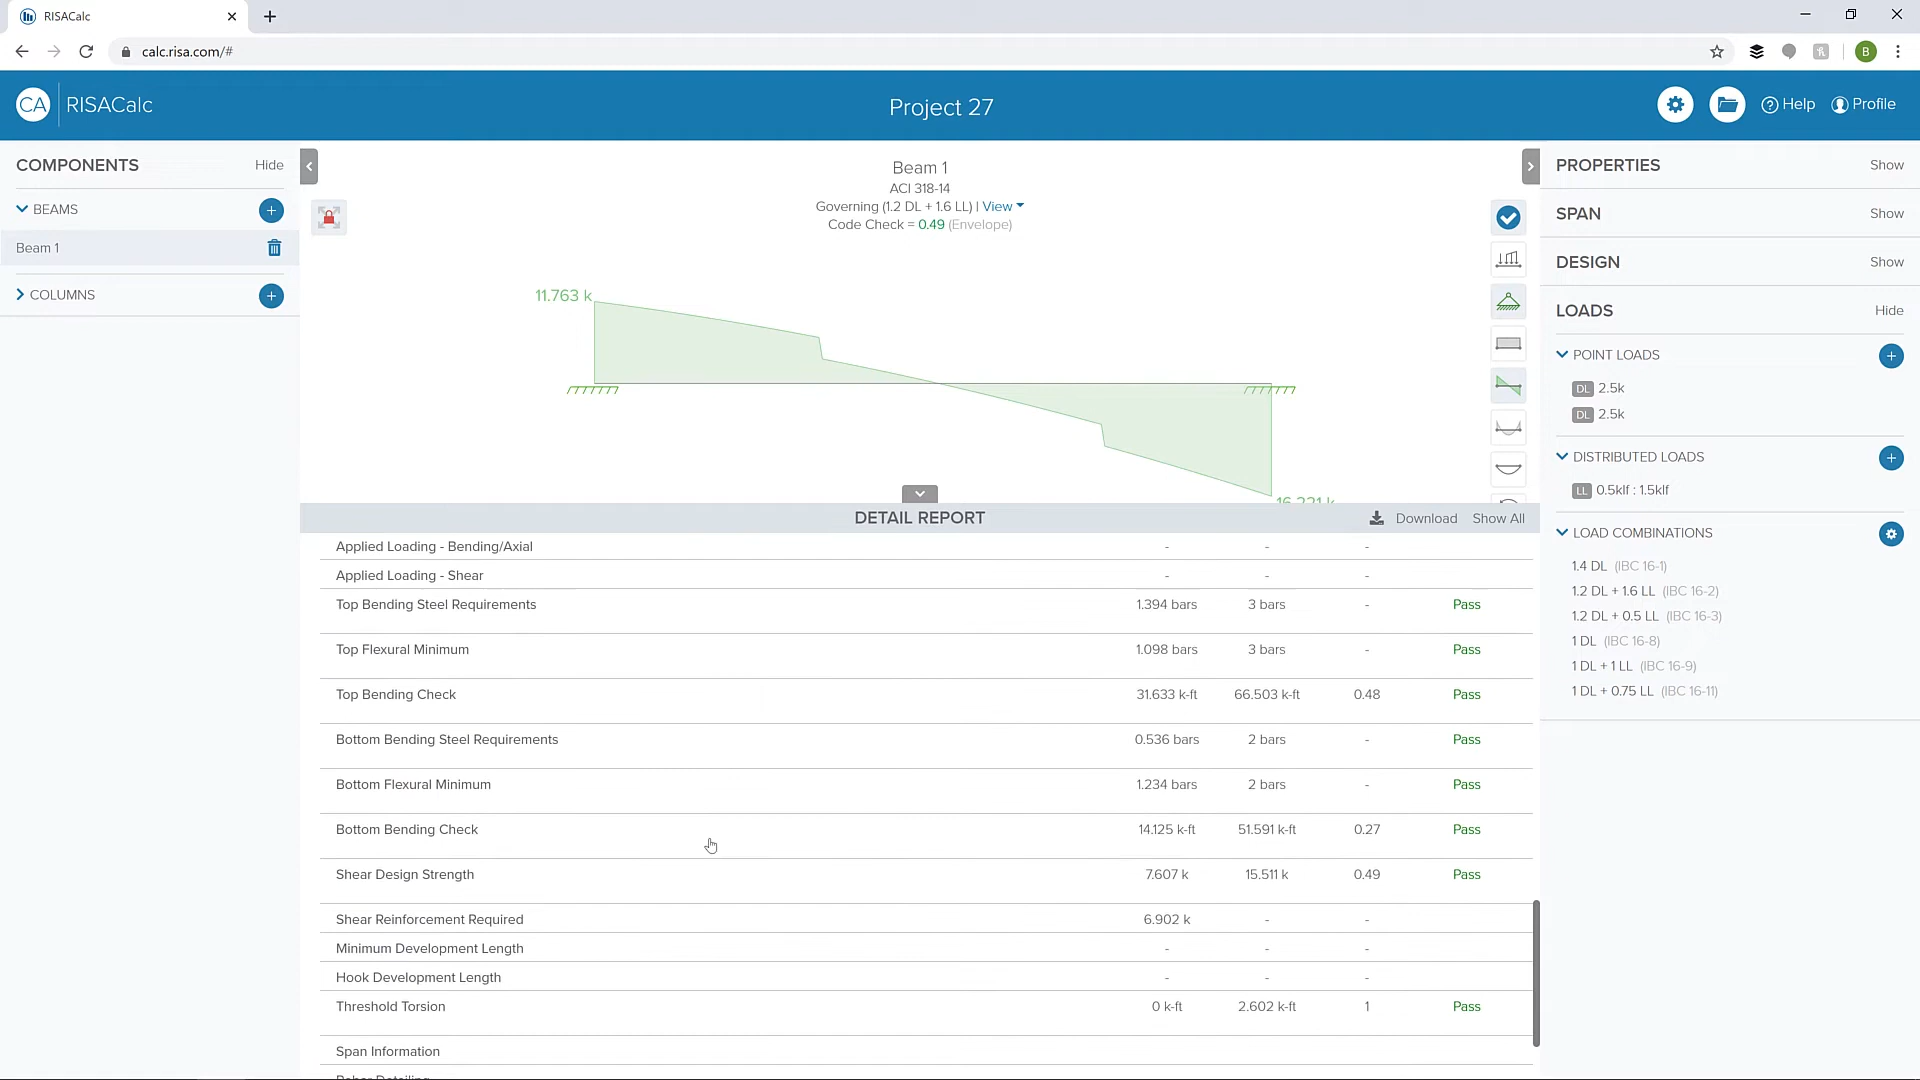 RISACalc
calc.risa.com/#
B
CA RISACalc
Project 27
Help
Profile
COMPONENTS Hide
BEAMS
Beam 1
COLUMNS
Beam 1
ACI 318-14
Governing (1.2 DL + 1.6 LL) | View
Code Check = 0.49 (Envelope)
11.763 k
PROPERTIES Show
SPAN Show
DESIGN Show
LOADS Hide
POINT LOADS
DL 2.5k
DL 2.5k
DISTRIBUTED LOADS
LL 0.5klf : 1.5klf
LOAD COMBINATIONS
1.4 DL (IBC 16-1)
1.2 DL + 1.6 LL (IBC 16-2)
1.2 DL + 0.5 LL (IBC 16-3)
1 DL (IBC 16-8)
1 DL + 1 LL (IBC 16-9)
1 DL + 0.75 LL (IBC 16-11)
DETAIL REPORT Download Show All
Applied Loading - Bending/Axial - - -
Applied Loading - Shear - - -
Top Bending Steel Requirements 1.394 bars 3 bars - Pass
Top Flexural Minimum 1.098 bars 3 bars - Pass
Top Bending Check 31.633 k-ft 66.503 k-ft 0.48 Pass
Bottom Bending Steel Requirements 0.536 bars 2 bars - Pass
Bottom Flexural Minimum 1.234 bars 2 bars - Pass
Bottom Bending Check 14.125 k-ft 51.591 k-ft 0.27 Pass
Shear Design Strength 7.607 k 15.511 k 0.49 Pass
Shear Reinforcement Required 6.902 k - -
Minimum Development Length - - -
Hook Development Length - - -
Threshold Torsion 0 k-ft 2.602 k-ft 1 Pass
Span Information